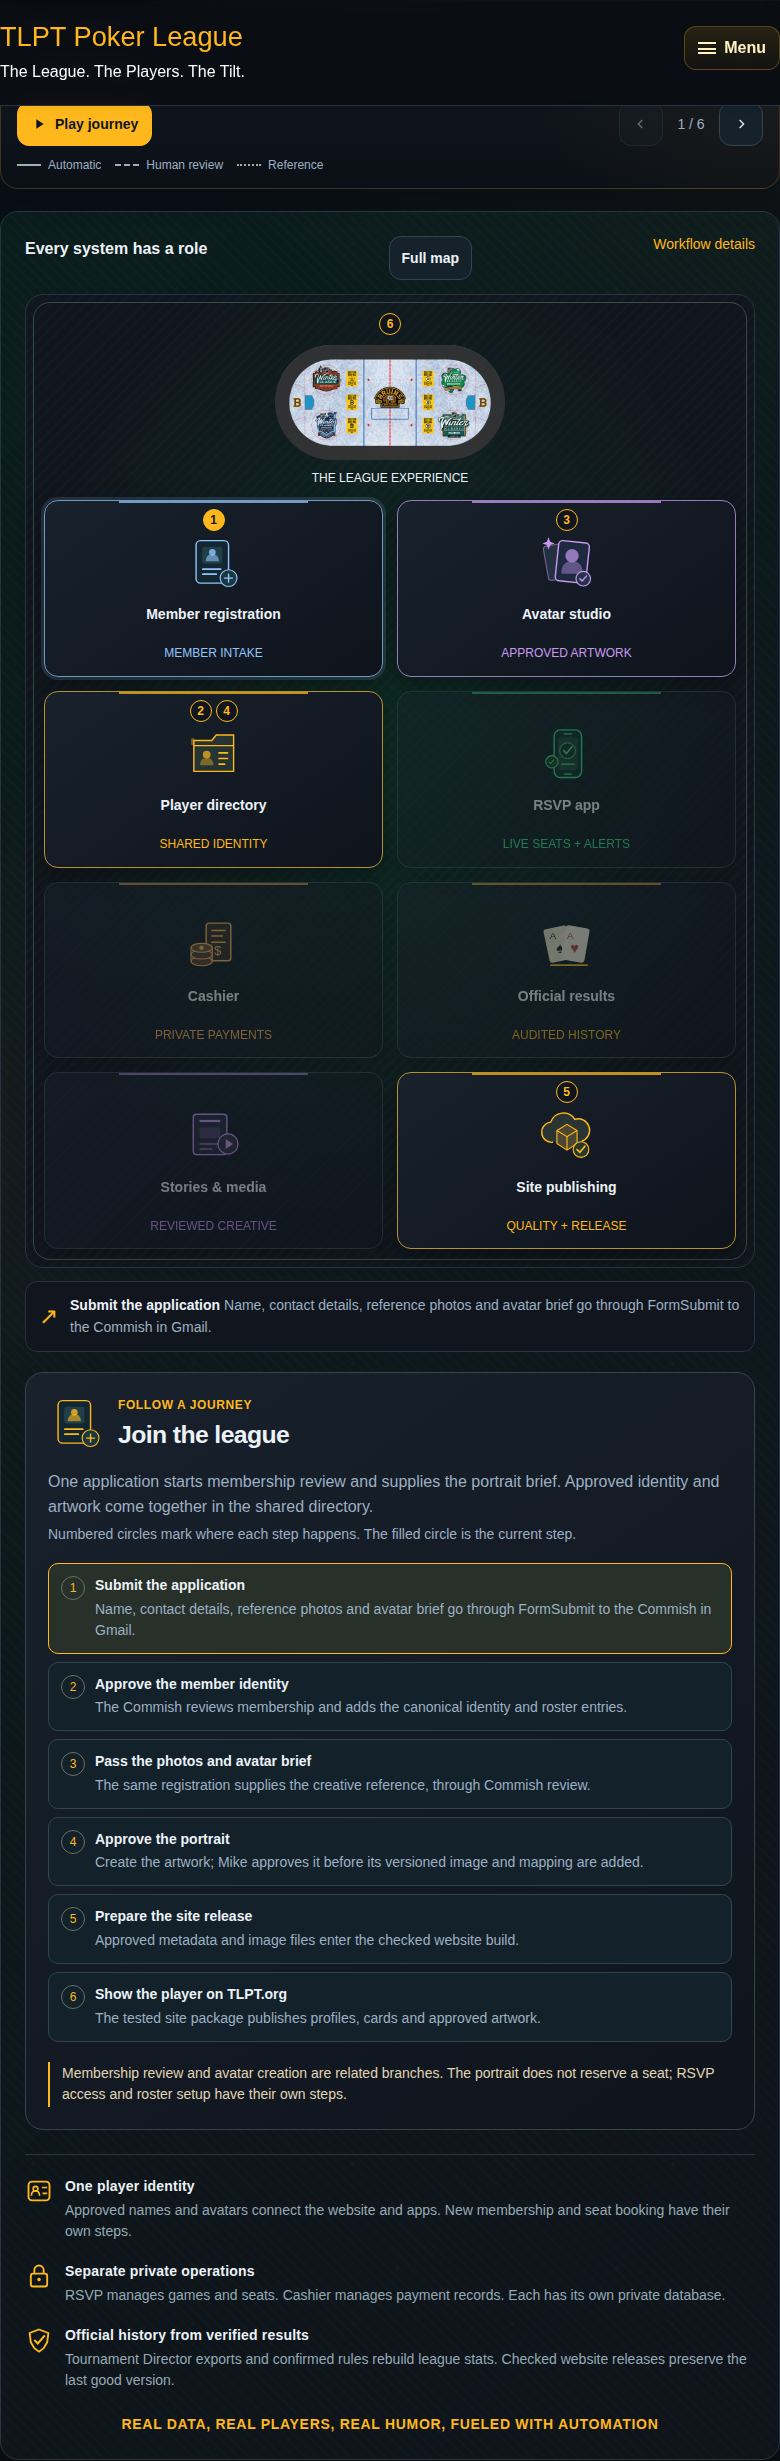 TLPT Poker League
The League. The Players. The Tilt.
Menu
Play journey
1 / 6
Automatic
Human review
Reference
Every system has a role
Full map
Workflow details
6
THE LEAGUE EXPERIENCE
1
Member registration
MEMBER INTAKE
3
Avatar studio
APPROVED ARTWORK
2 4
Player directory
SHARED IDENTITY
RSVP app
LIVE SEATS + ALERTS
$
Cashier
PRIVATE PAYMENTS
A A
Official results
AUDITED HISTORY
Stories & media
REVIEWED CREATIVE
5
Site publishing
QUALITY + RELEASE
Submit the application Name, contact details, reference photos and avatar brief go through FormSubmit to
the Commish in Gmail.
FOLLOW A JOURNEY
Join the league
One application starts membership review and supplies the portrait brief. Approved identity and
artwork come together in the shared directory.
Numbered circles mark where each step happens. The filled circle is the current step.
1
Submit the application
Name, contact details, reference photos and avatar brief go through FormSubmit to the Commish in
Gmail.
2
Approve the member identity
The Commish reviews membership and adds the canonical identity and roster entries.
3
Pass the photos and avatar brief
The same registration supplies the creative reference, through Commish review.
4
Approve the portrait
Create the artwork; Mike approves it before its versioned image and mapping are added.
5
Prepare the site release
Approved metadata and image files enter the checked website build.
6
Show the player on TLPT.org
The tested site package publishes profiles, cards and approved artwork.
Membership review and avatar creation are related branches. The portrait does not reserve a seat; RSVP
access and roster setup have their own steps.
One player identity
Approved names and avatars connect the website and apps. New membership and seat booking have their
own steps.
Separate private operations
RSVP manages games and seats. Cashier manages payment records. Each has its own private database.
Official history from verified results
Tournament Director exports and confirmed rules rebuild league stats. Checked website releases preserve the
last good version.
REAL DATA, REAL PLAYERS, REAL HUMOR, FUELED WITH AUTOMATION